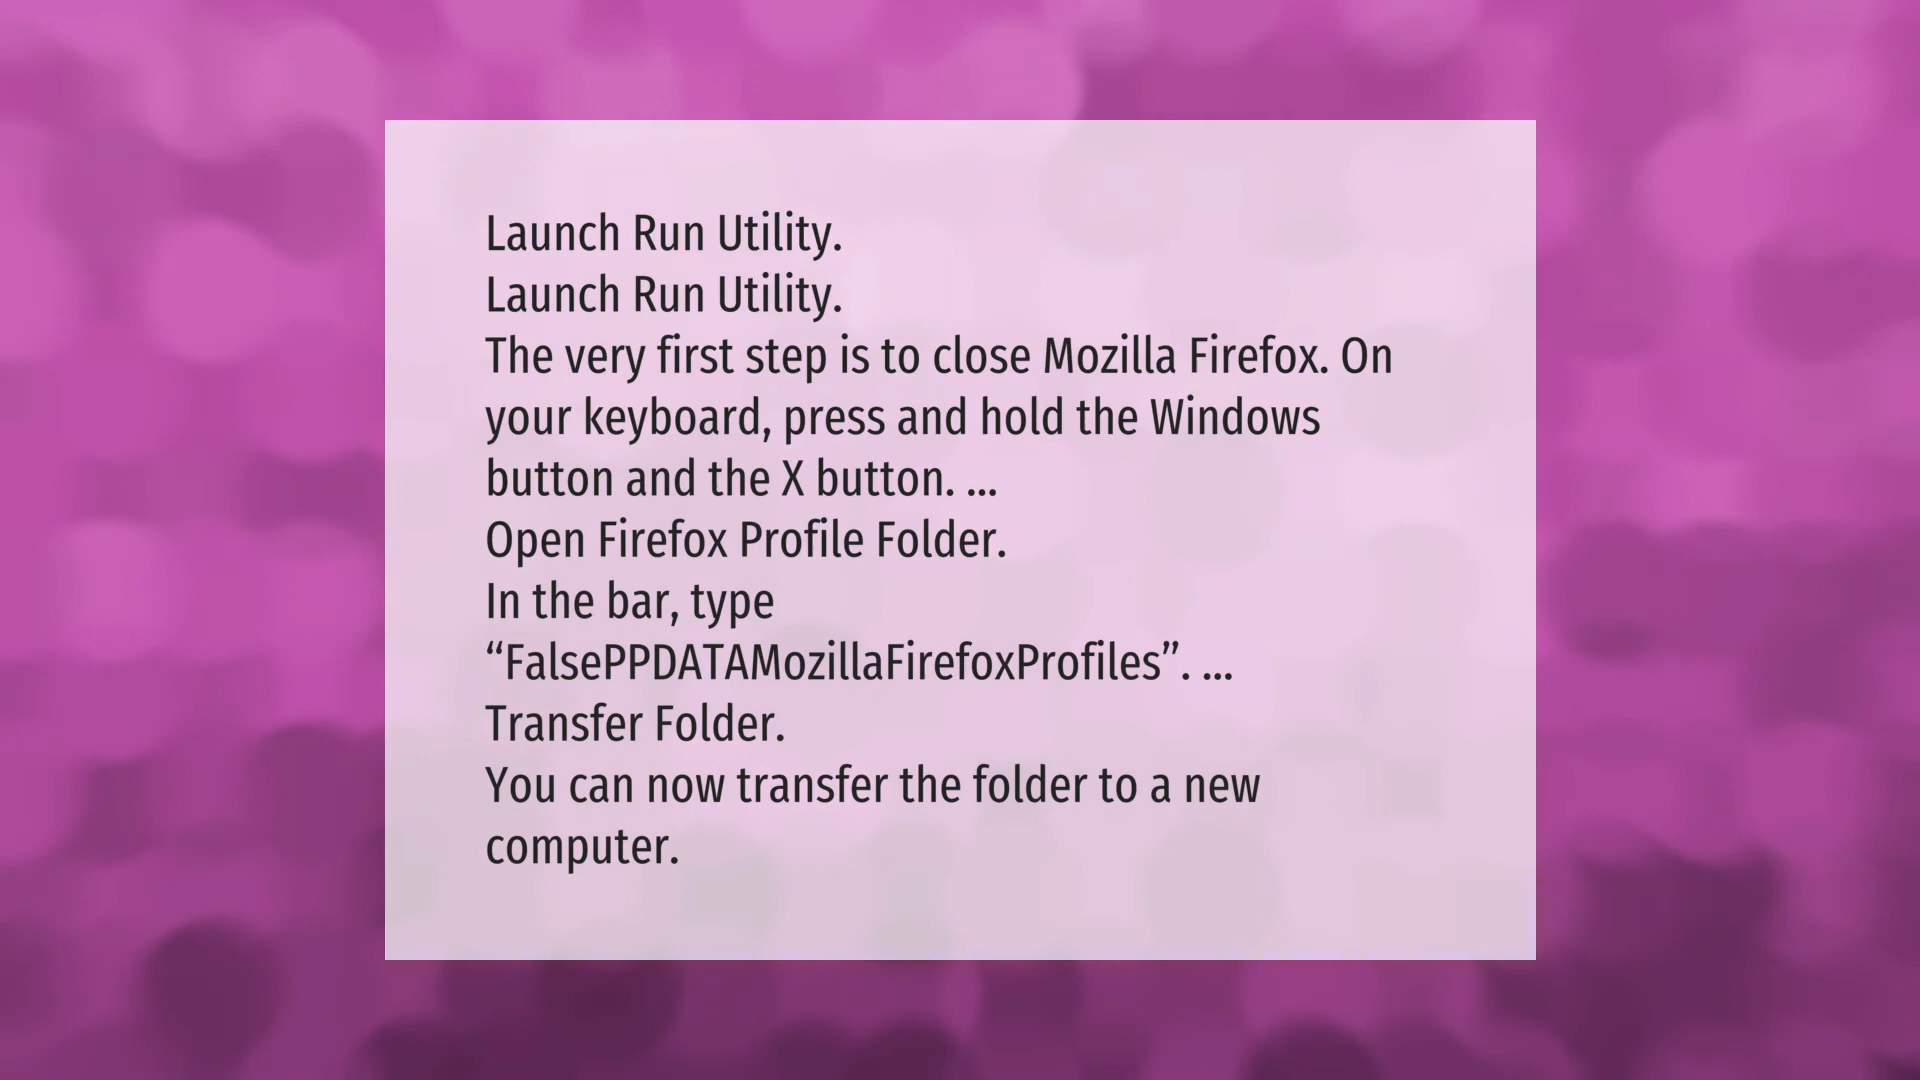 Launch Run Utility.
Launch Run Utility.
The very first step is to close Mozilla Firefox. On
your keyboard, press and hold the Windows
button and the X button. ...
Open Firefox Profile Folder.
In the bar, type
“FalsePPDATAMozillaFirefoxProfiles”. ...
Transfer Folder.
You can now transfer the folder to a new
computer.